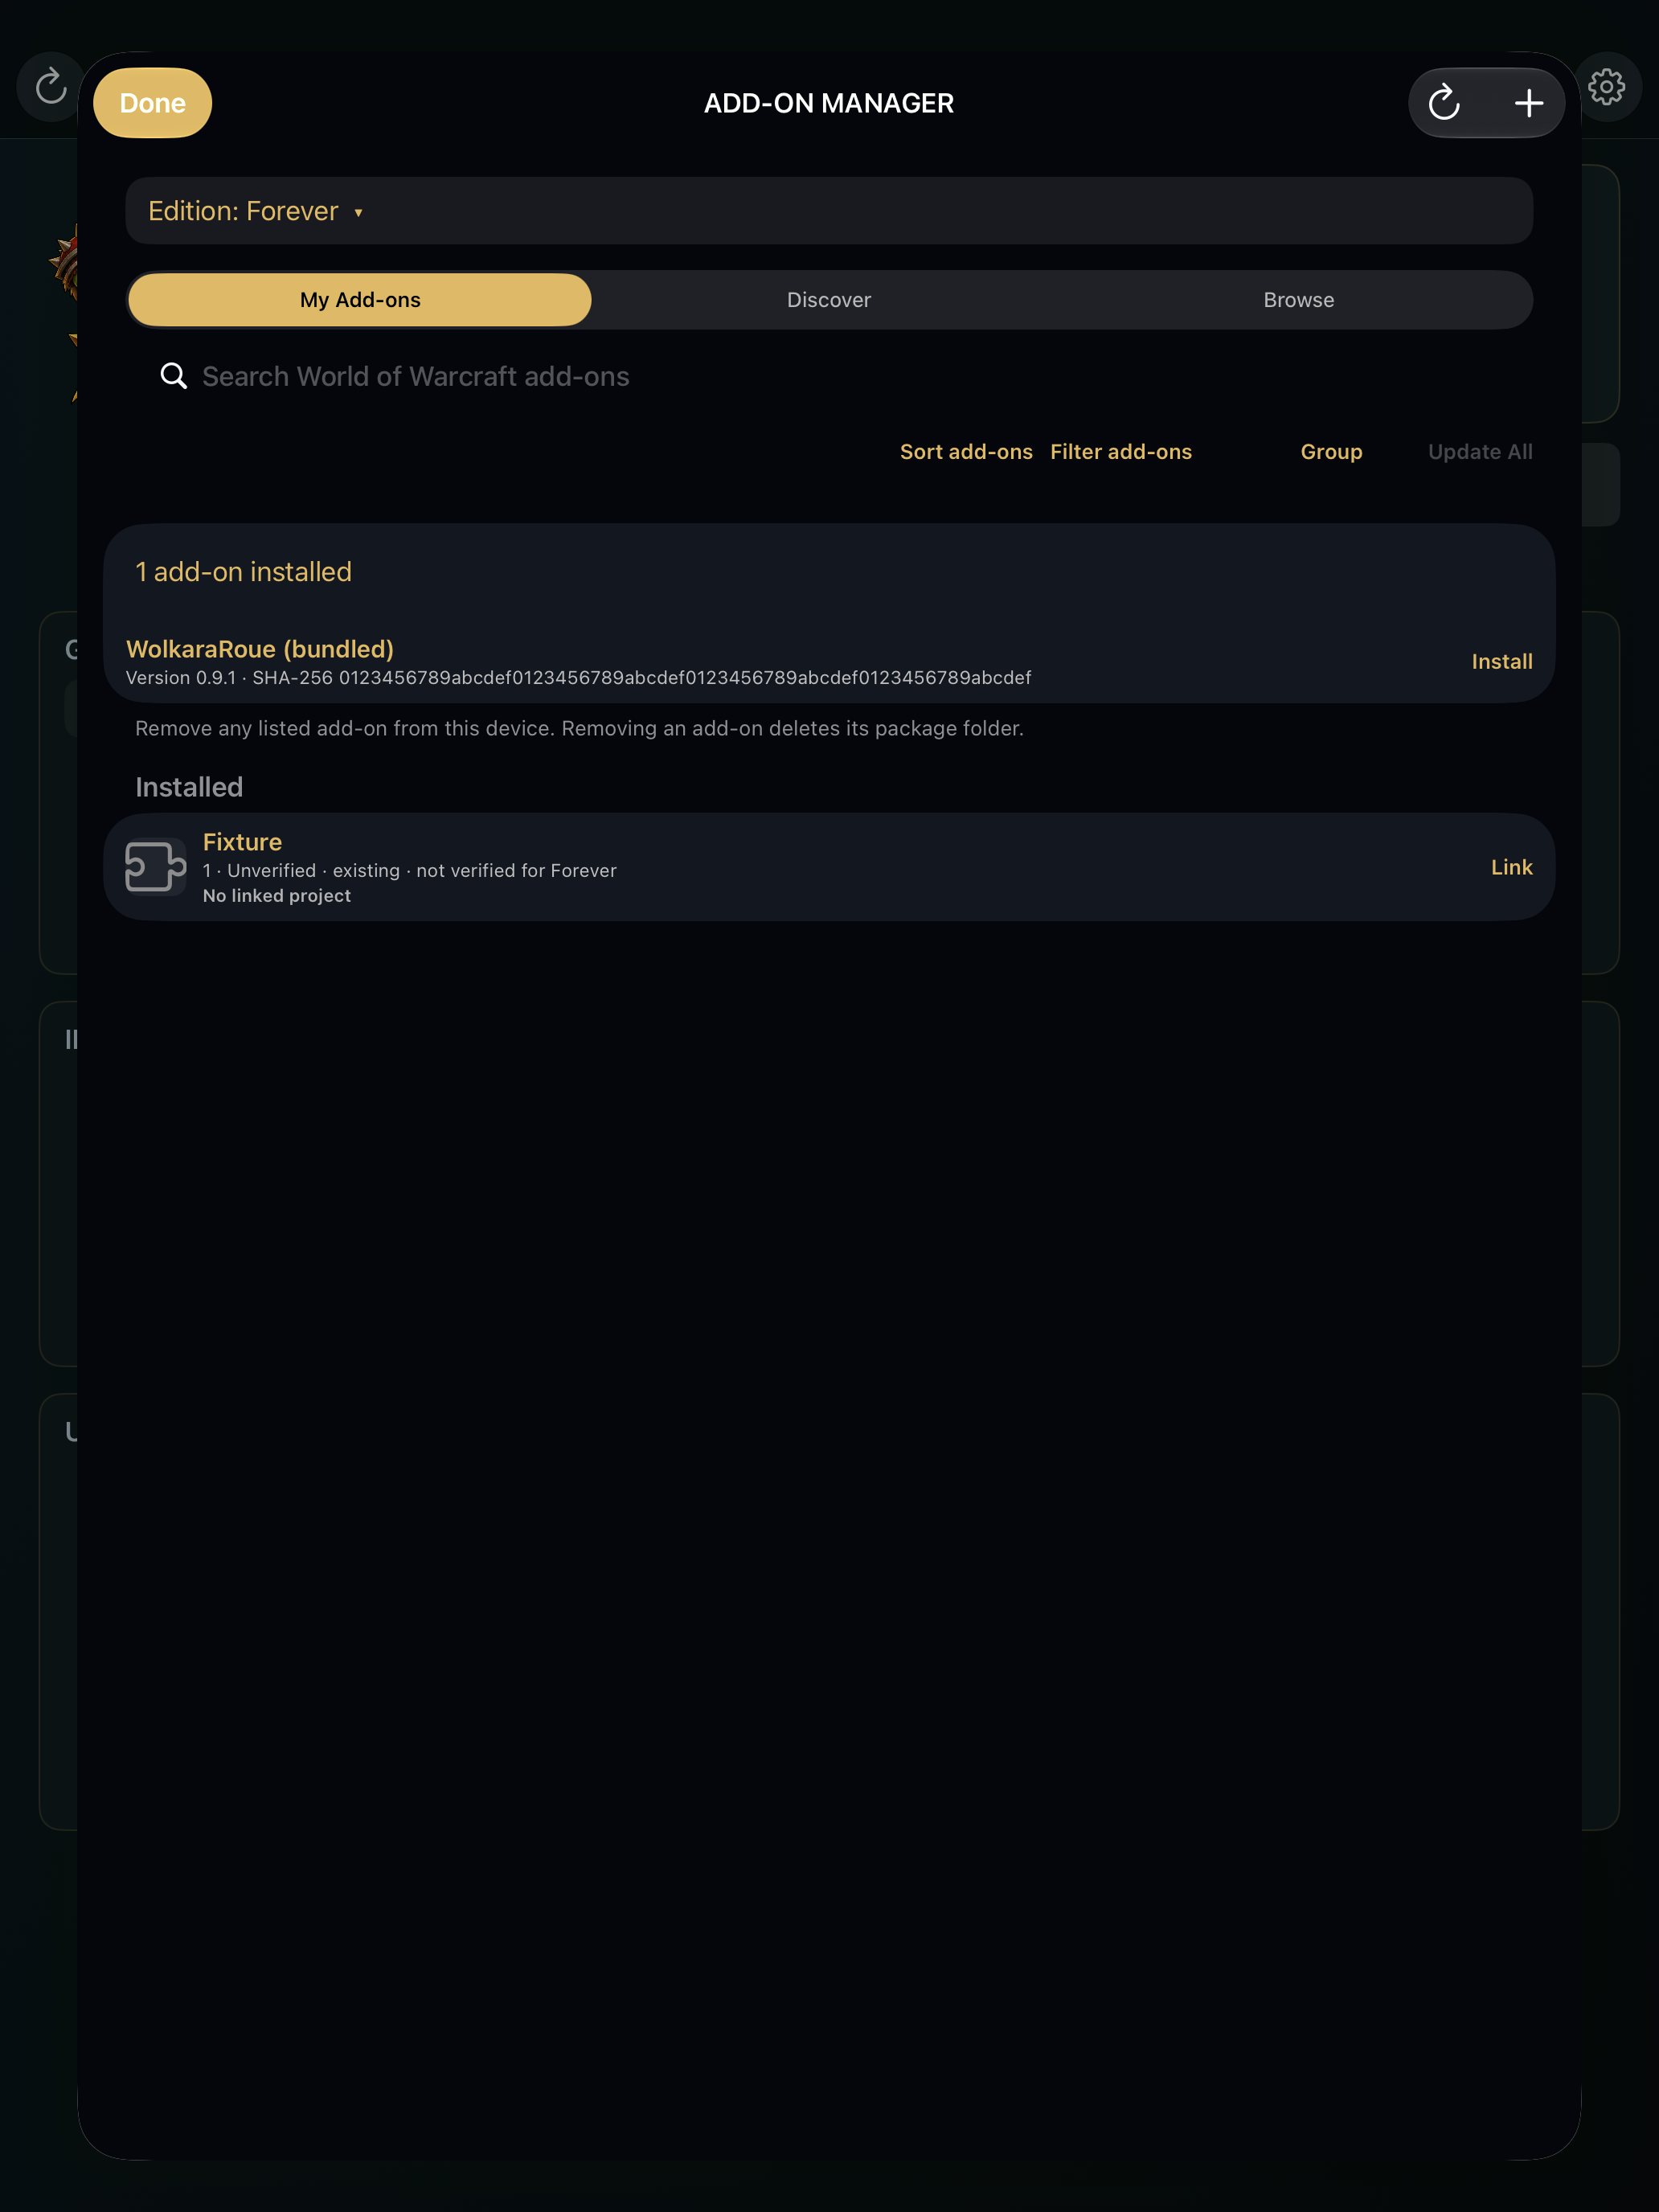 Done
ADD-ON MANAGER
Edition: Forever ▾
My Add-ons
Discover
Browse
Search World of Warcraft add-ons
Sort add-ons
Filter add-ons
Group
Update All
1 add-on installed
WolkaraRoue (bundled)
Version 0.9.1 · SHA-256 0123456789abcdef0123456789abcdef0123456789abcdef0123456789abcdef
Install
Remove any listed add-on from this device. Removing an add-on deletes its package folder.
Installed
Fixture
1 · Unverified · existing · not verified for Forever
No linked project
Link